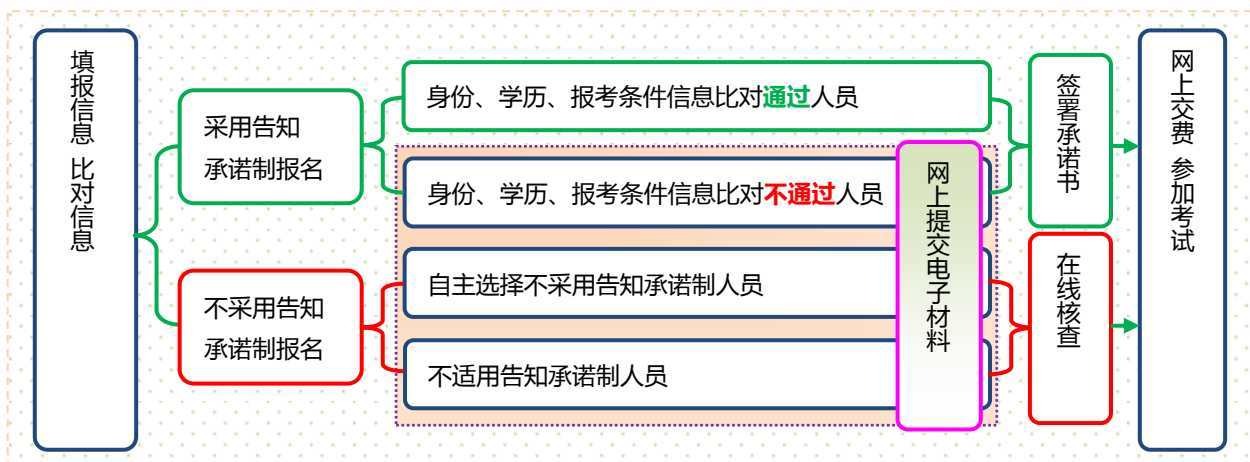 填报信息 比对信息
采用告知
承诺制报名
不采用告知
承诺制报名
身份、学历、报考条件信息比对通过人员
身份、学历、报考条件信息比对不通过人员
自主选择不采用告知承诺制人员
不适用告知承诺制人员
网上提交电子材料
签署承诺书
在线核查
网上交费 参加考试